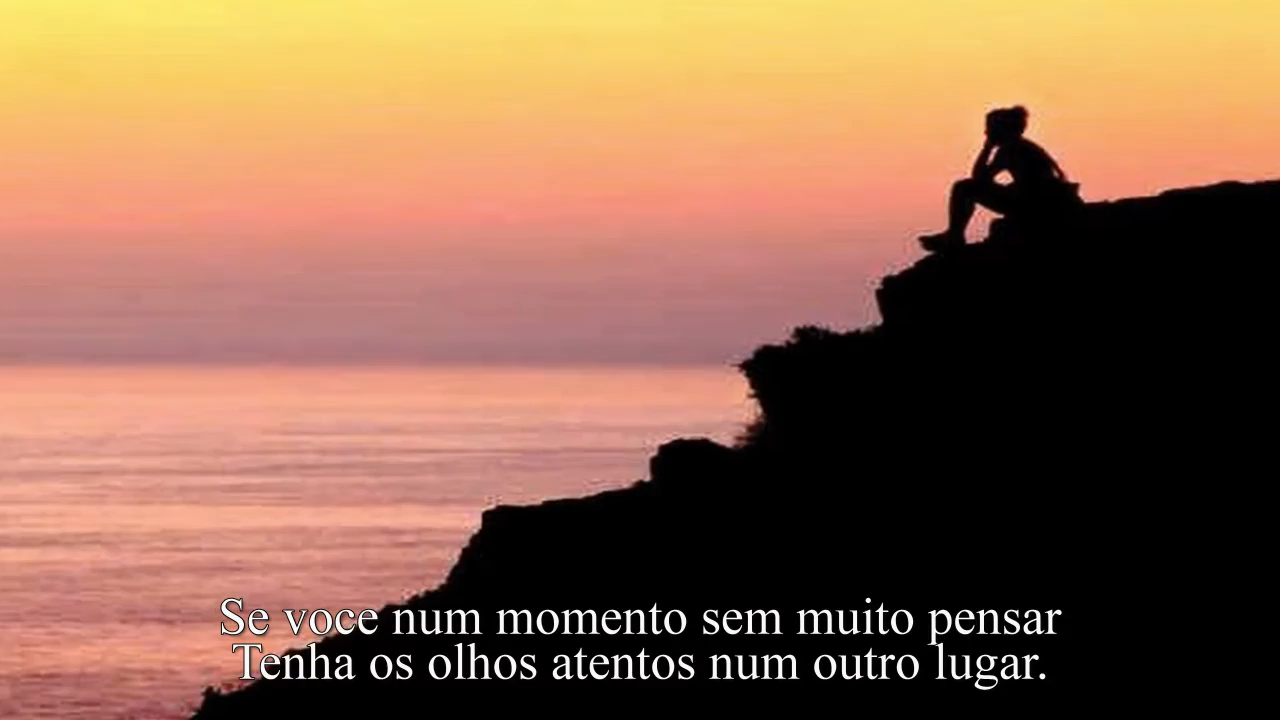 Se voce num momento sem muito pensar
Tenha os olhos atentos num outro lugar.